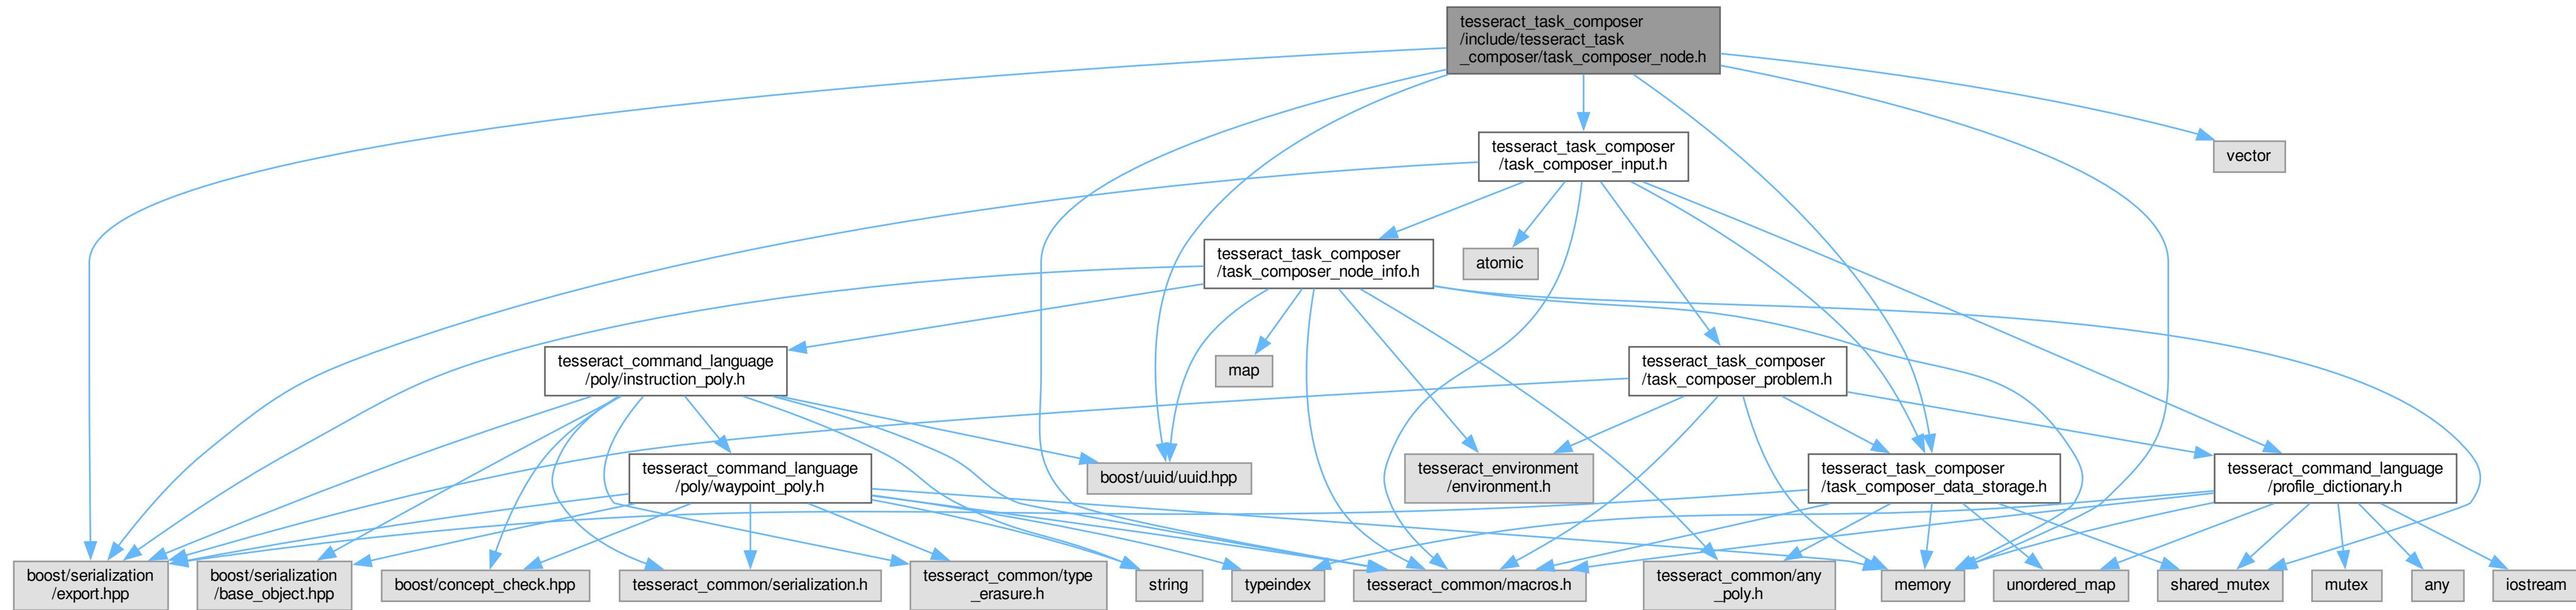 tesseract_task_composer
/include/tesseract_task
_composer/task_composer_node.h
tesseract_task_composer
/task_composer_input.h
vector
tesseract_task_composer
/task_composer_node_info.h
atomic
tesseract_command_language
/poly/instruction_poly.h
map
tesseract_task_composer
/task_composer_problem.h
tesseract_command_language
/poly/waypoint_poly.h
boost/uuid/uuid.hpp
tesseract_environment
/environment.h
tesseract_task_composer
/task_composer_data_storage.h
tesseract_command_language
/profile_dictionary.h
boost/serialization
/export.hpp
boost/serialization
/base_object.hpp
boost/concept_check.hpp
tesseract_common/serialization.h
tesseract_common/type
_erasure.h
string
typeindex
tesseract_common/macros.h
tesseract_common/any
_poly.h
memory
unordered_map
shared_mutex
mutex
any
iostream